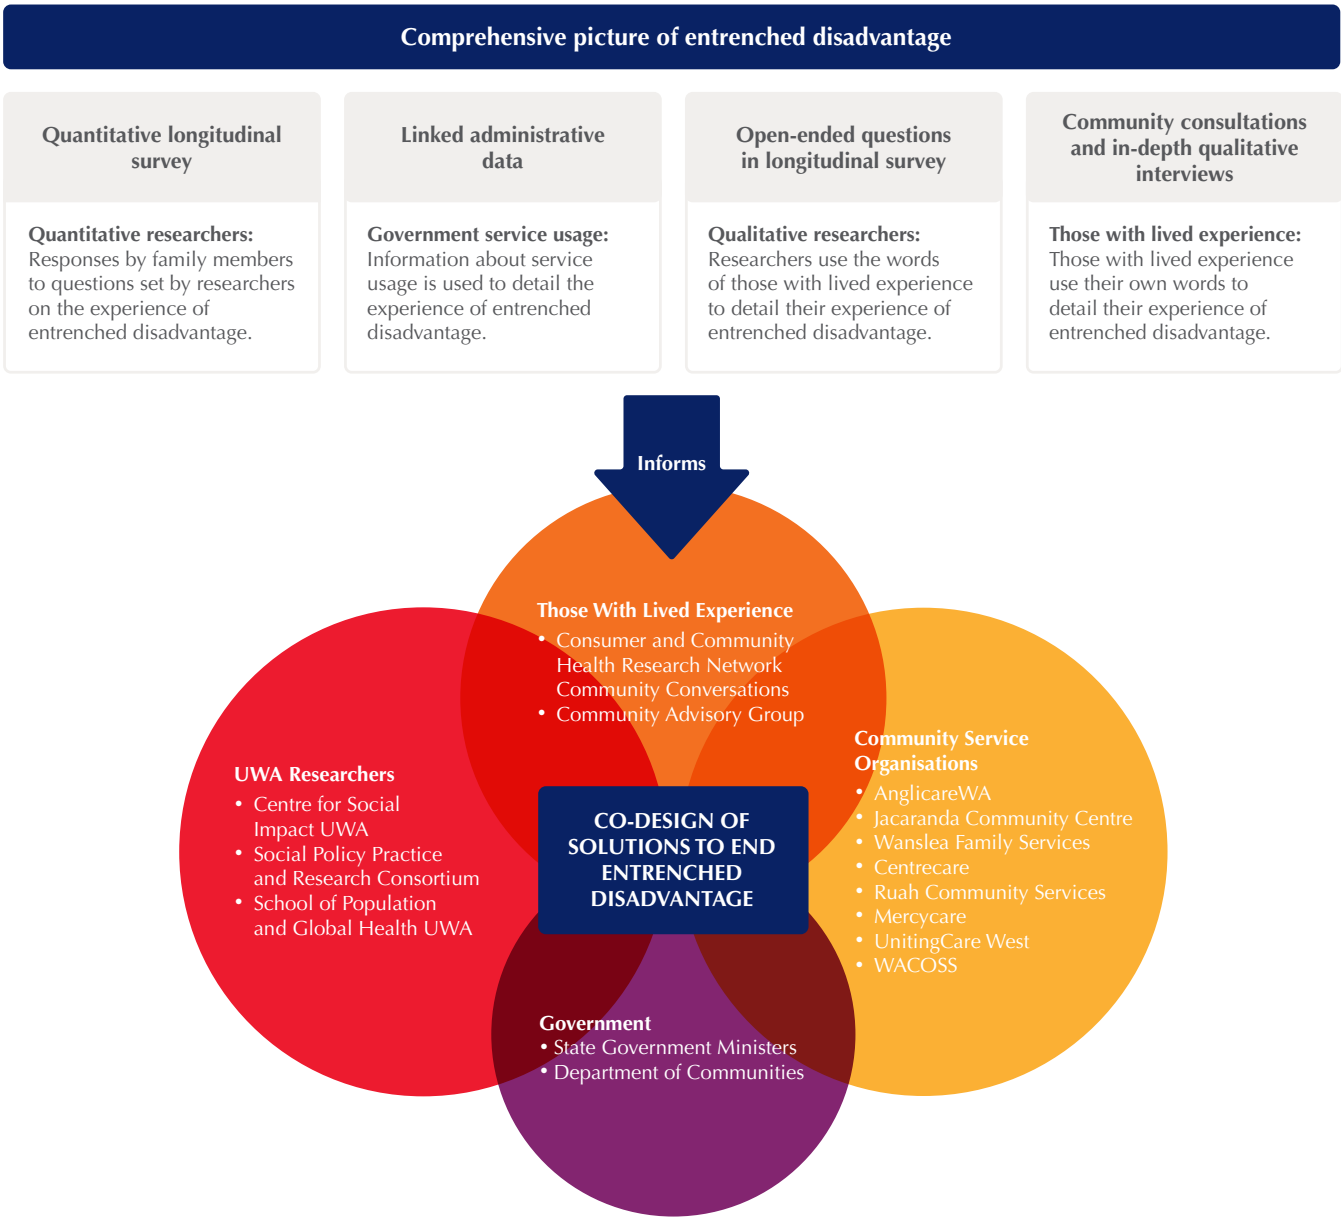 Comprehensive picture of entrenched disadvantage
Quantitative longitudinal
survey
Quantitative researchers:
Responses by family members
to questions set by researchers
on the experience of
entrenched disadvantage.
Linked administrative
data
Government service usage:
Information about service
usage is used to detail the
experience of entrenched
disadvantage.
Open-ended questions
in longitudinal survey
Qualitative researchers:
Researchers use the words
of those with lived experience
to detail their experience of
entrenched disadvantage.
Community consultations
and in-depth qualitative
interviews
Those with lived experience:
Those with lived experience
use their own words to
detail their experience of
entrenched disadvantage.
Informs
Those With Lived Experience
• Consumer and Community
Health Research Network
Community Conversations
• Community Advisory Group
UWA Researchers
• Centre for Social
Impact UWA
• Social Policy Practice
and Research Consortium
• School of Population
and Global Health UWA
CO-DESIGN OF
SOLUTIONS TO END
ENTRENCHED
DISADVANTAGE
Community Service
Organisations
• AnglicareWA
• Jacaranda Community Centre
• Wanslea Family Services
• Centrecare
• Ruah Community Services
• Mercycare
• UnitingCare West
• WACOSS
Government
• State Government Ministers
• Department of Communities